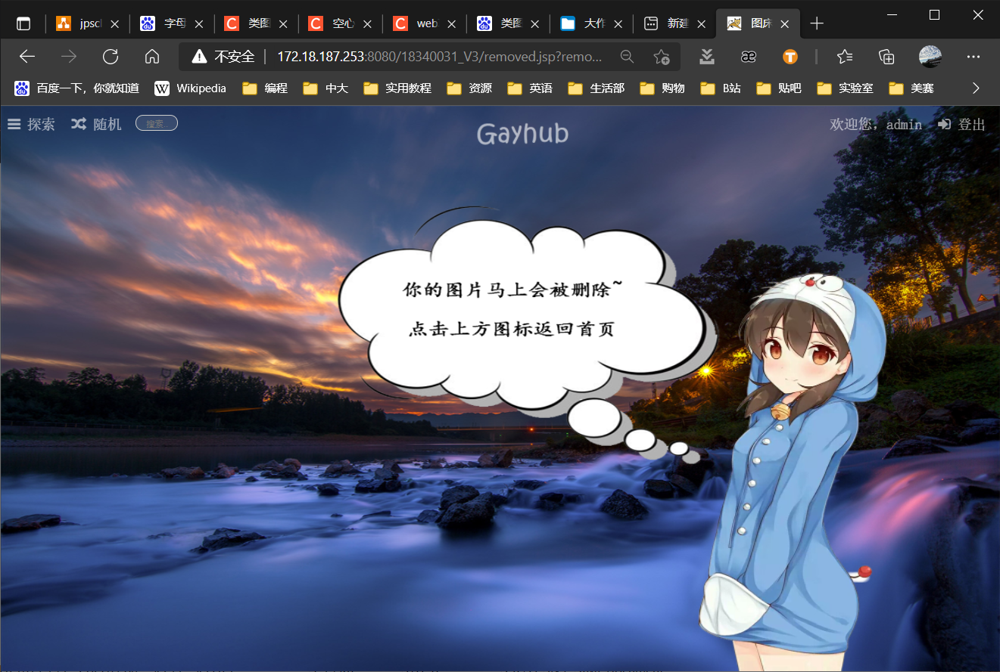 jpscl
字母
类图
空心
web
类图
大作
新建
图床
不安全
172.18.187.253:8080/18340031_V3/removed.jsp?remo...
百度一下，你就知道
Wikipedia
编程
中大
实用教程
资源
英语
生活部
购物
B站
贴吧
实验室
美赛
探索
随机
搜索..
Gayhub
欢迎您，admin
登出
你的图片马上会被删除~
点击上方图标返回首页